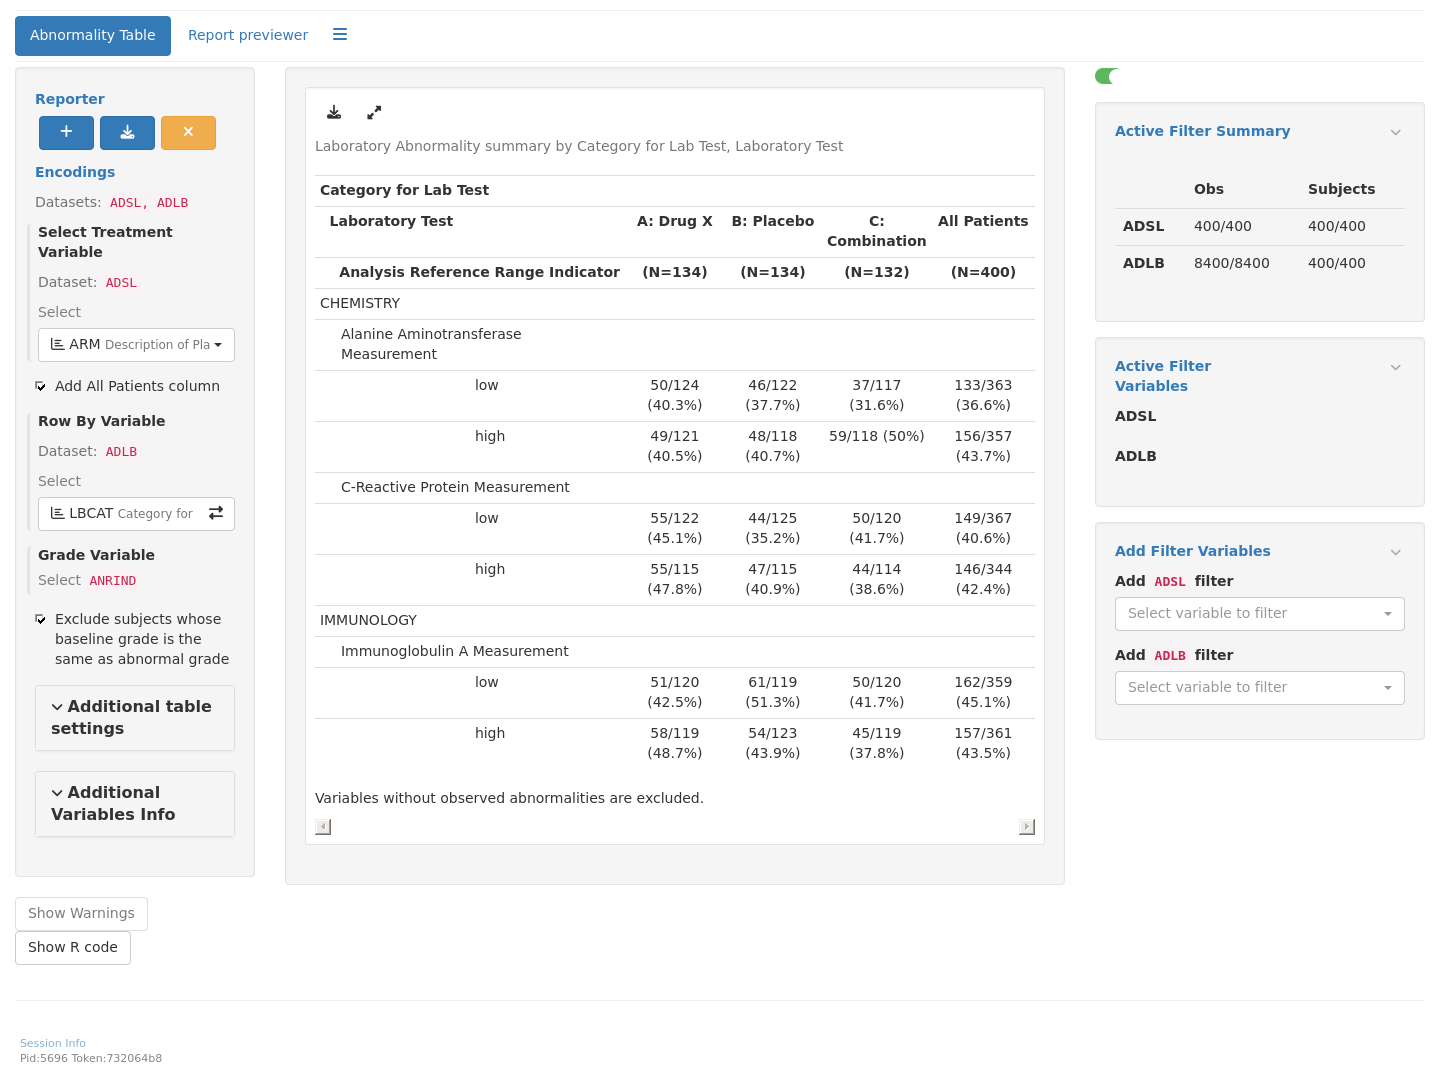 Abnormality Table
Report previewer
Reporter
Encodings
Datasets: ADSL, ADLB
Select Treatment
Variable
Dataset: ADSL
Select
ARM Description of Pla
Add All Patients column
Row By Variable
Dataset: ADLB
Select
LBCAT Category for
Grade Variable
Select ANRIND
Exclude subjects whose
baseline grade is the
same as abnormal grade
Additional table
settings
Additional
Variables Info
Show Warnings
Show R code
Laboratory Abnormality summary by Category for Lab Test, Laboratory Test
Category for Lab Test
Laboratory Test A: Drug X B: Placebo C: All Patients
Combination
Analysis Reference Range Indicator (N=134) (N=134) (N=132) (N=400)
CHEMISTRY
Alanine Aminotransferase
Measurement
low 50/124 46/122 37/117 133/363
(40.3%) (37.7%) (31.6%) (36.6%)
high 49/121 48/118 59/118 (50%) 156/357
(40.5%) (40.7%) (43.7%)
C-Reactive Protein Measurement
low 55/122 44/125 50/120 149/367
(45.1%) (35.2%) (41.7%) (40.6%)
high 55/115 47/115 44/114 146/344
(47.8%) (40.9%) (38.6%) (42.4%)
IMMUNOLOGY
Immunoglobulin A Measurement
low 51/120 61/119 50/120 162/359
(42.5%) (51.3%) (41.7%) (45.1%)
high 58/119 54/123 45/119 157/361
(48.7%) (43.9%) (37.8%) (43.5%)
Variables without observed abnormalities are excluded.
Active Filter Summary
Obs Subjects
ADSL 400/400 400/400
ADLB 8400/8400 400/400
Active Filter
Variables
ADSL
ADLB
Add Filter Variables
Add ADSL filter
Select variable to filter
Add ADLB filter
Select variable to filter
Session Info
Pid:5696 Token:732064b8